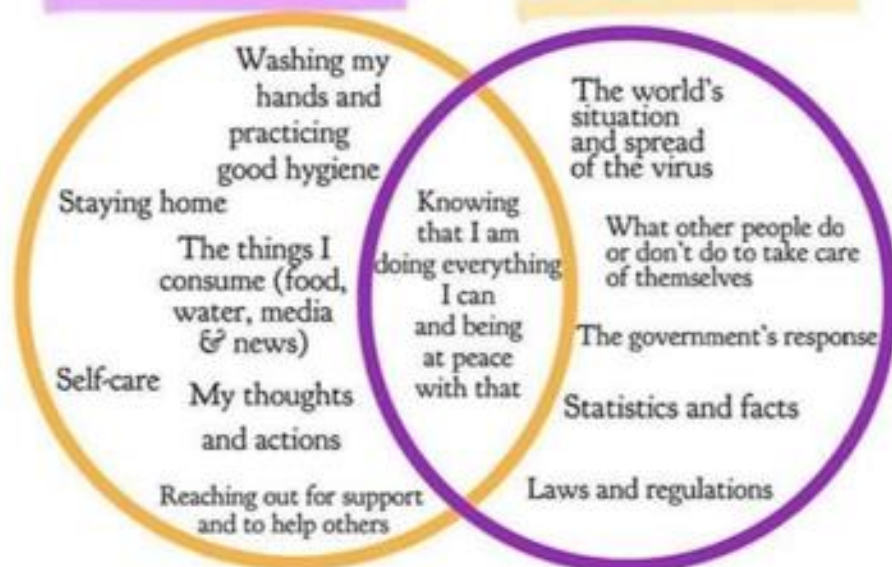 Washing my
hands and
practicing
good hygiene
Staying home
The things I
consume (food,
water, media
& news)
Self-care
My thoughts
and actions
Reaching out for support
and to help others
Knowing
that I am
doing everything
I can
and being
at peace
with that
The world's
situation
and spread
of the virus
What other people do
or don't do to take care
of themselves
The government's response
Statistics and facts
Laws and regulations